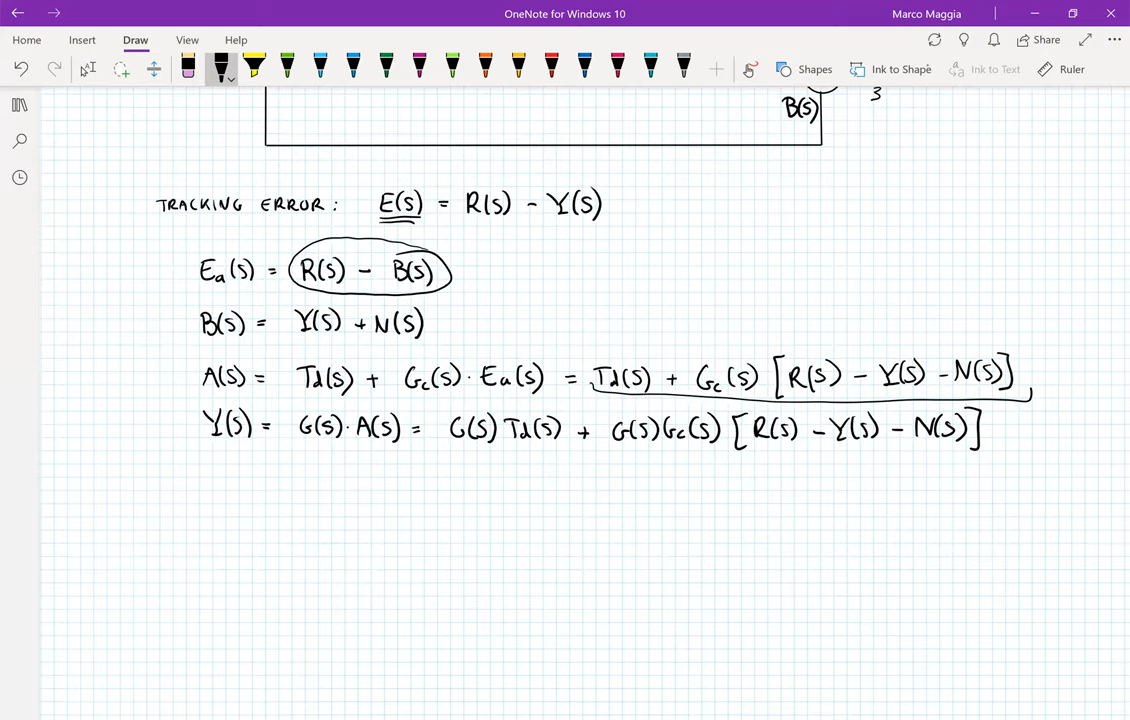 OneNote for Windows 10
Marco Maggia
Home Insert Draw View Help
Share
Shapes Ink to Shape Ink to Text Ruler
B(s) 3
TRACKING ERROR: E(s) = R(s) - Y(s)
Ea(s) = R(s) - B(s)
B(s) = Y(s) + N(s)
A(s) = Td(s) + Gc(s) · Ea(s) = Td(s) + Gc(s) [R(s) - Y(s) - N(s)]
Y(s) = G(s) · A(s) = G(s) Td(s) + G(s)Gc(s) [R(s) - Y(s) - N(s)]